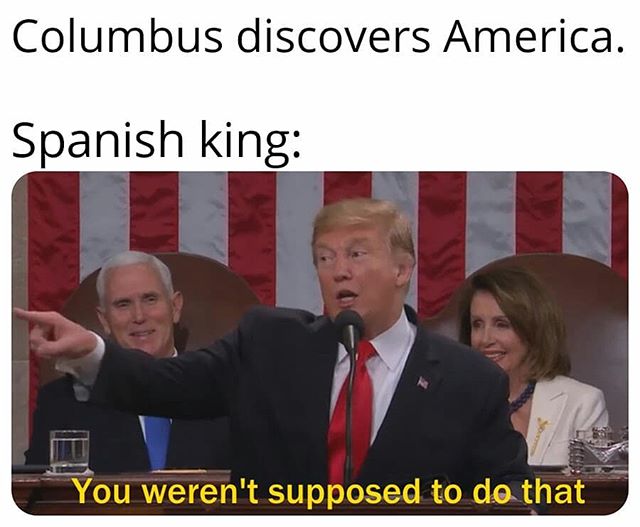 Columbus discovers America.
Spanish king:
You weren't supposed to do that